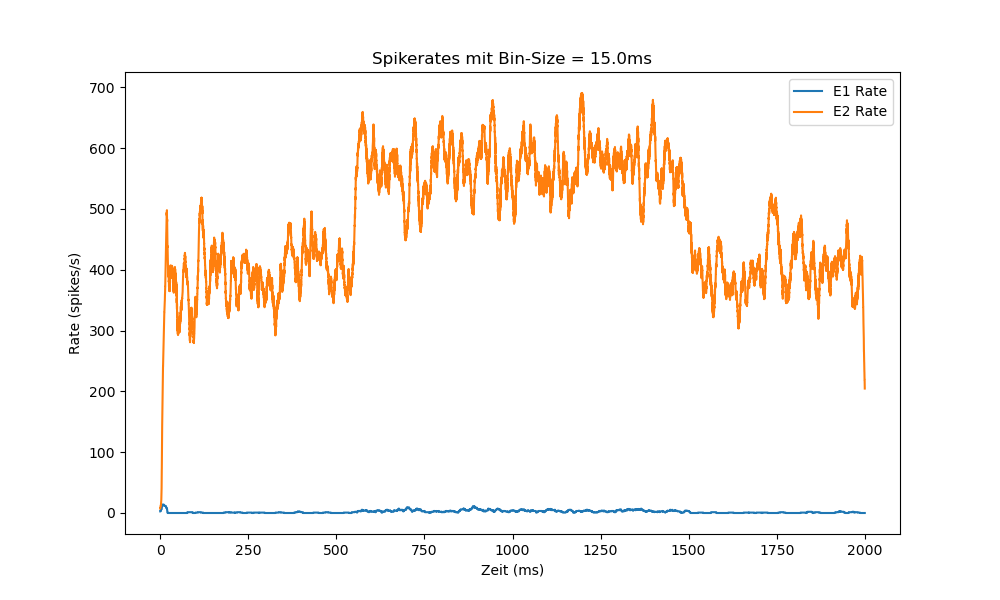 Spikerates mit Bin-Size = 15.0ms
E1 Rate
E2 Rate
700
600
500
400
300
200
100
0
Rate (spikes/s)
0 250 500 750 1000 1250 1500 1750 2000
Zeit (ms)